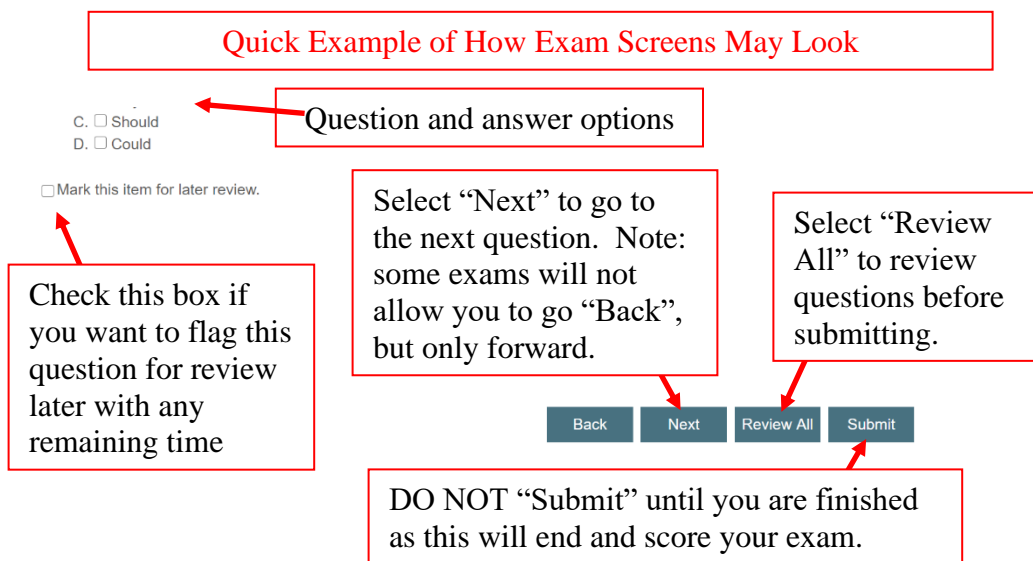 Quick Example of How Exam Screens May Look
Question and answer options
C. Should
D. Could
Mark this item for later review.
Check this box if
you want to flag this
question for review
later with any
remaining time
Select “Next” to go to
the next question.  Note:
some exams will not
allow you to go “Back”,
but only forward.
Select “Review
All” to review
questions before
submitting.
Back
Next
Review All
Submit
DO NOT “Submit” until you are finished
as this will end and score your exam.